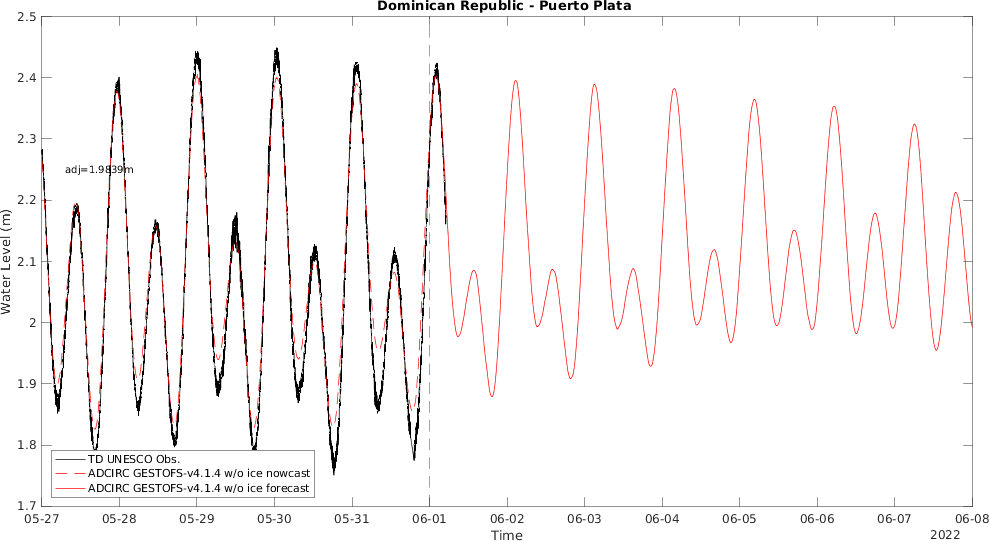 Dominican Republic - Puerto Plata
2.5
2.4
2.3
2.2
2.1
2
1.9
1.8
1.7
Water Level (m)
adj=1.9839m
TD UNESCO Obs.
ADCIRC GESTOFS-v4.1.4 w/o ice nowcast
ADCIRC GESTOFS-v4.1.4 w/o ice forecast
05-27 05-28 05-29 05-30 05-31 06-01 06-02 06-03 06-04 06-05 06-06 06-07 06-08
Time
2022